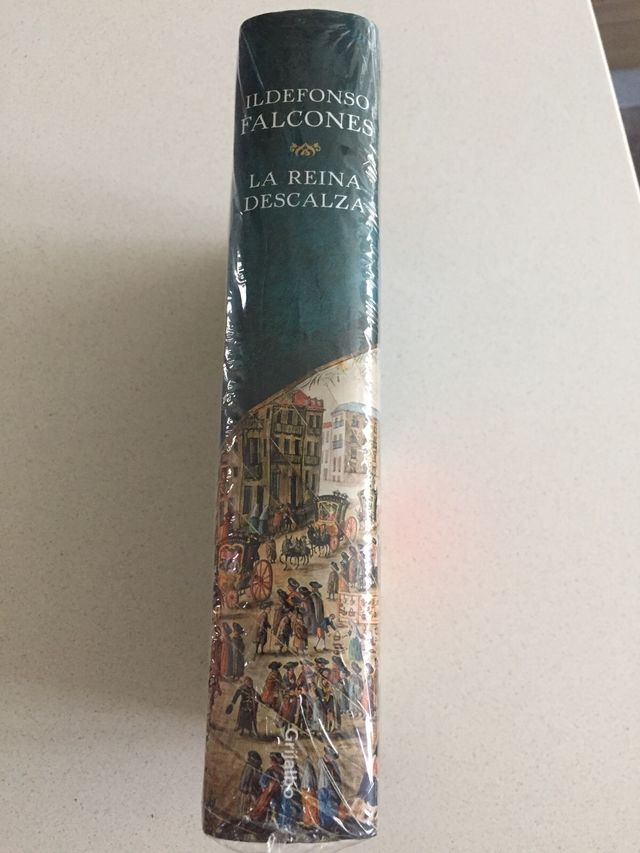 ILDEFONSO
FALCONES
LA REINA
DESCALZA
Grijalbo